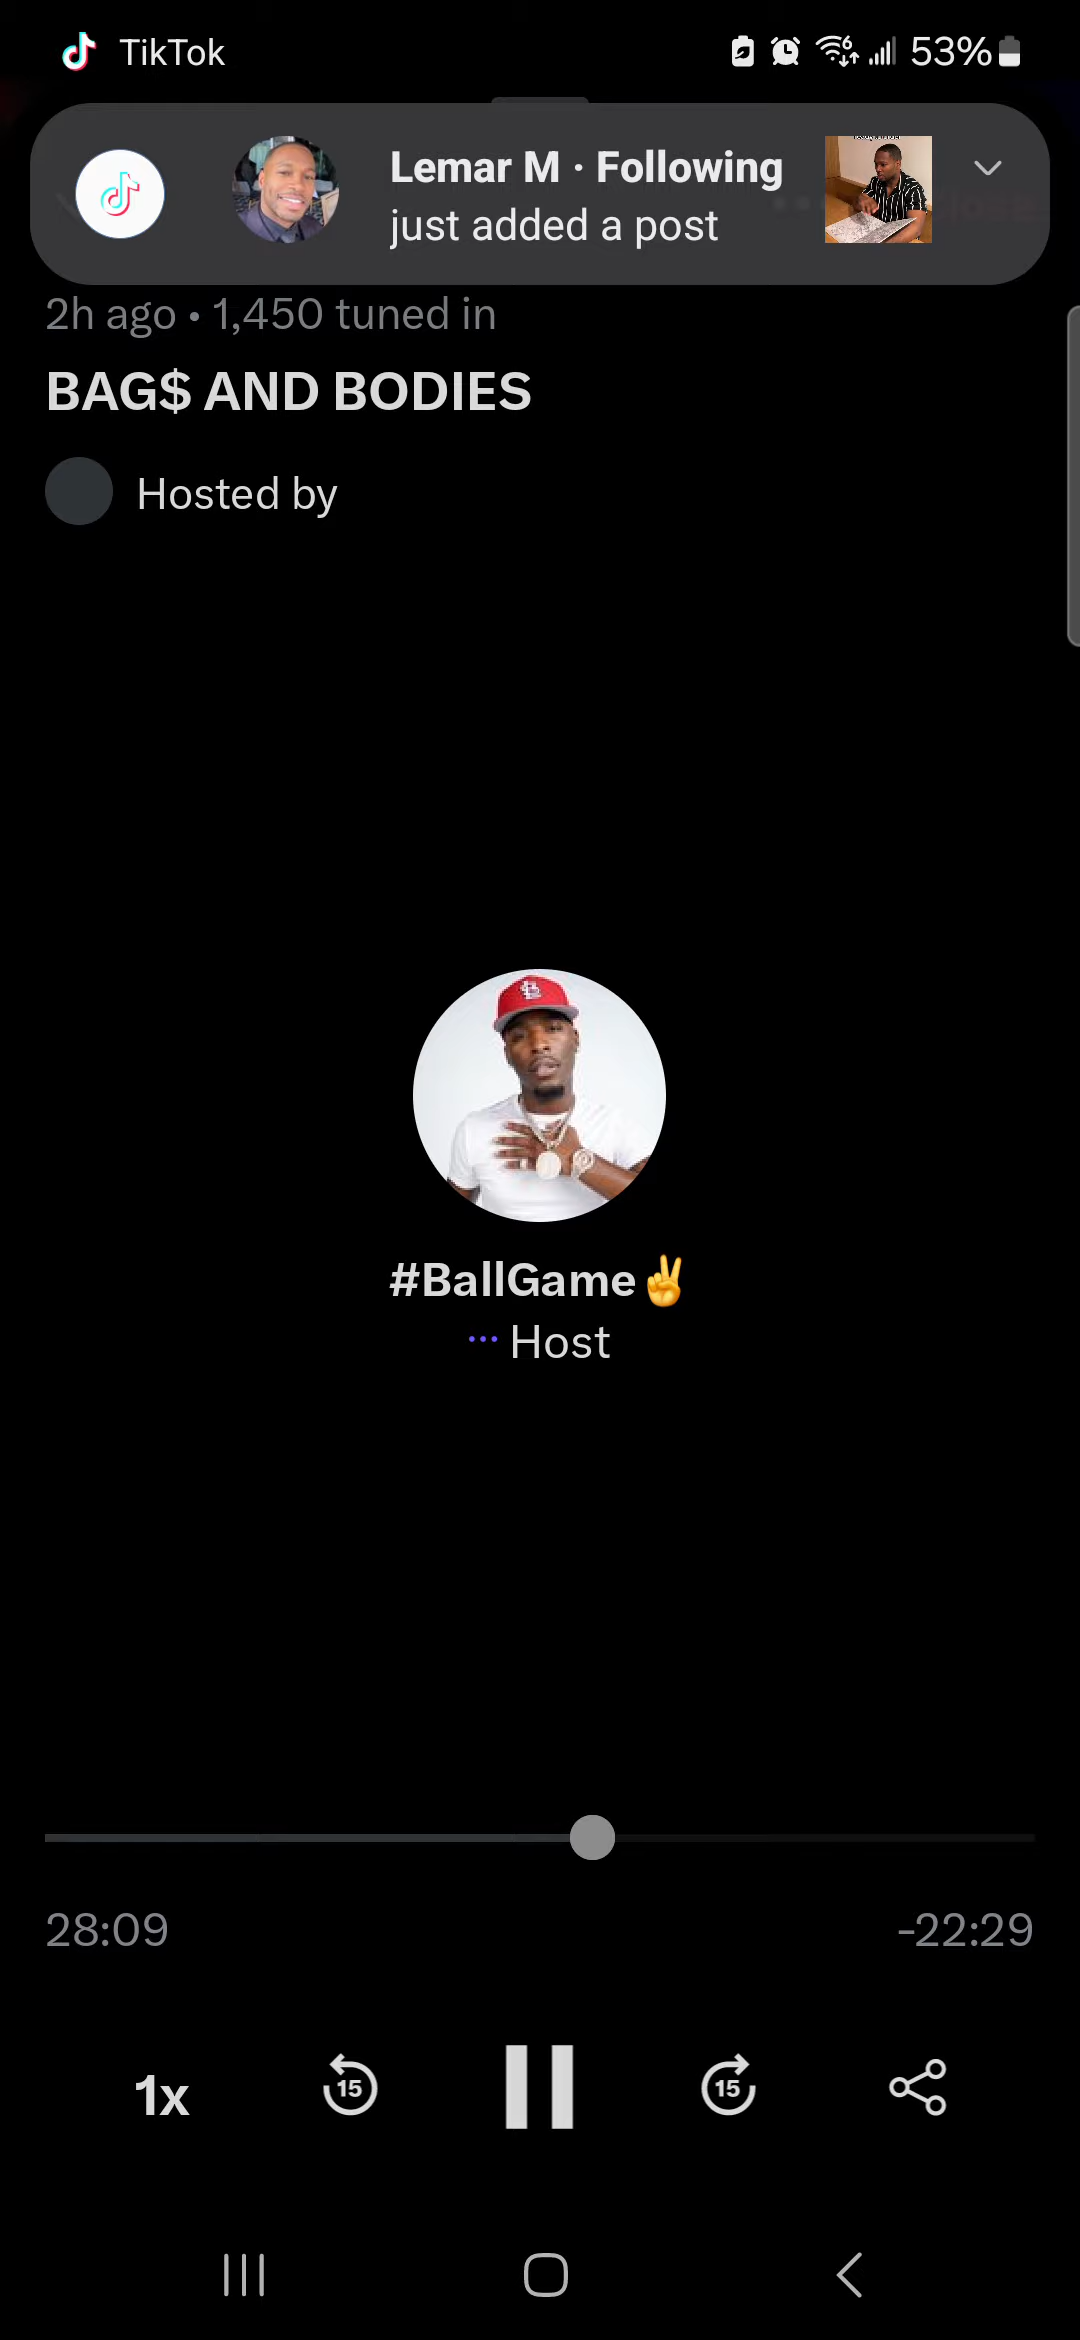 TikTok
53%
Lemar M · Following
just added a post
2h ago • 1,450 tuned in
BAG$ AND BODIES
Hosted by
#BallGame✌️
Host
28:09
-22:29
1x
15
15